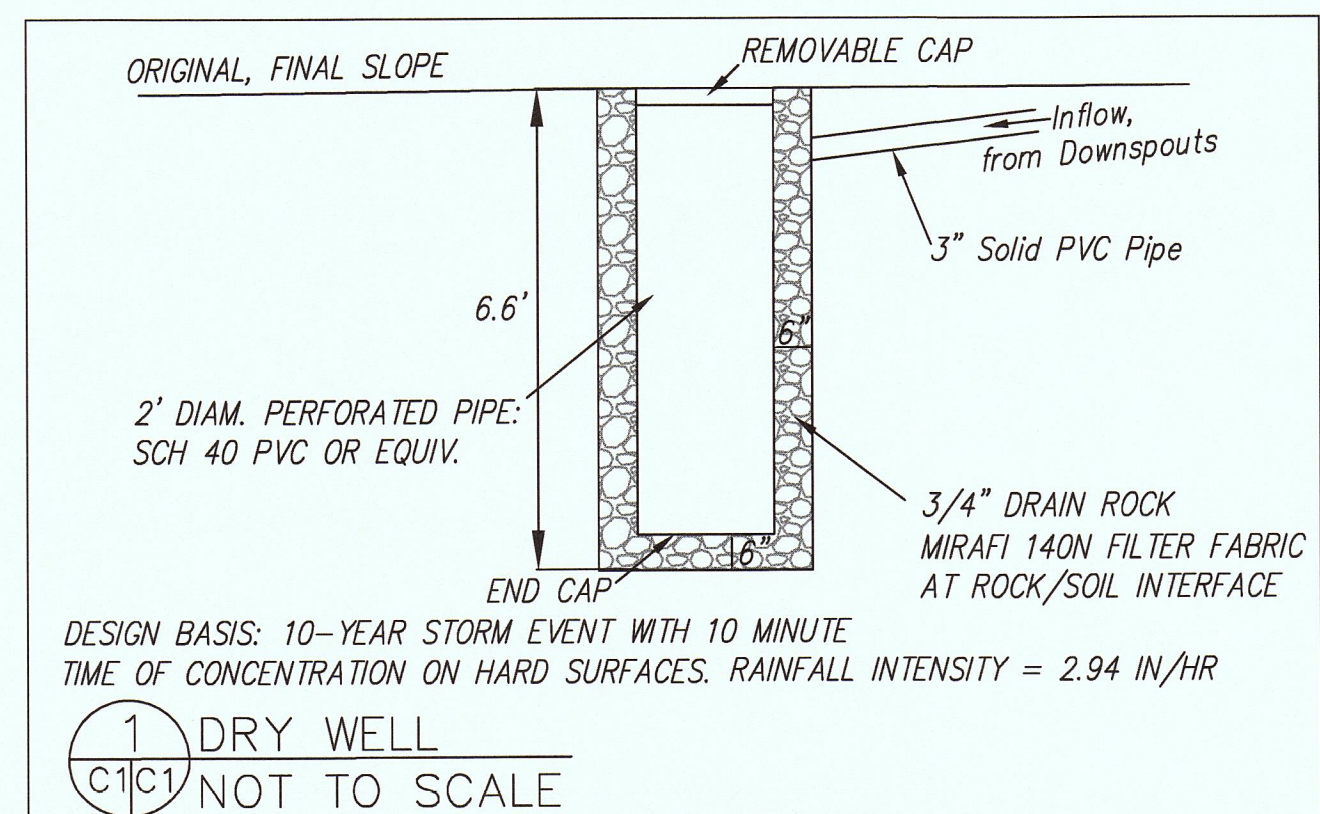 ORIGINAL, FINAL SLOPE
REMOVABLE CAP
Inflow,
from Downspouts
3" Solid PVC Pipe
6.6'
6"
2' DIAM. PERFORATED PIPE:
SCH 40 PVC OR EQUIV.
3/4" DRAIN ROCK
MIRAFI 140N FILTER FABRIC
AT ROCK/SOIL INTERFACE
6"
END CAP
DESIGN BASIS: 10-YEAR STORM EVENT WITH 10 MINUTE
TIME OF CONCENTRATION ON HARD SURFACES. RAINFALL INTENSITY = 2.94 IN/HR
1
C1 C1
DRY WELL
NOT TO SCALE